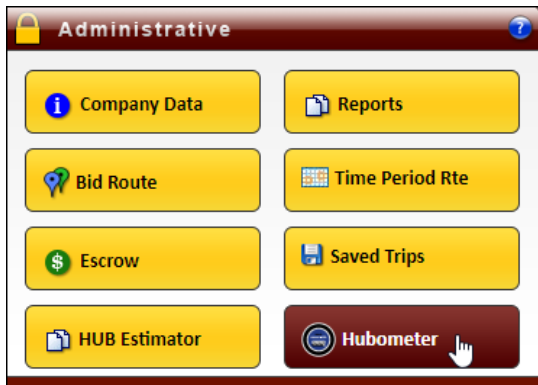 Administrative
?
i Company Data
Reports
Bid Route
Time Period Rte
$ Escrow
Saved Trips
HUB Estimator
Hubometer